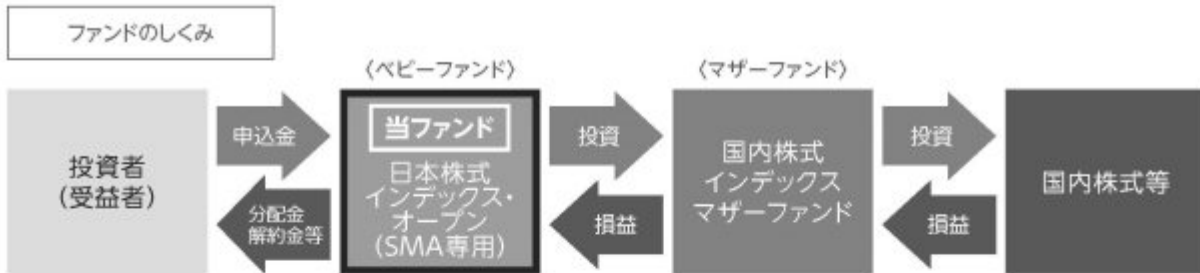 ファンドのしくみ
〈ベビーファンド〉
〈マザーファンド〉
投資者
(受益者)
申込金
分配金
解約金等
当ファンド
日本株式
インデックス・
オープン
(SMA専用)
投資
損益
国内株式
インデックス
マザーファンド
投資
損益
国内株式等